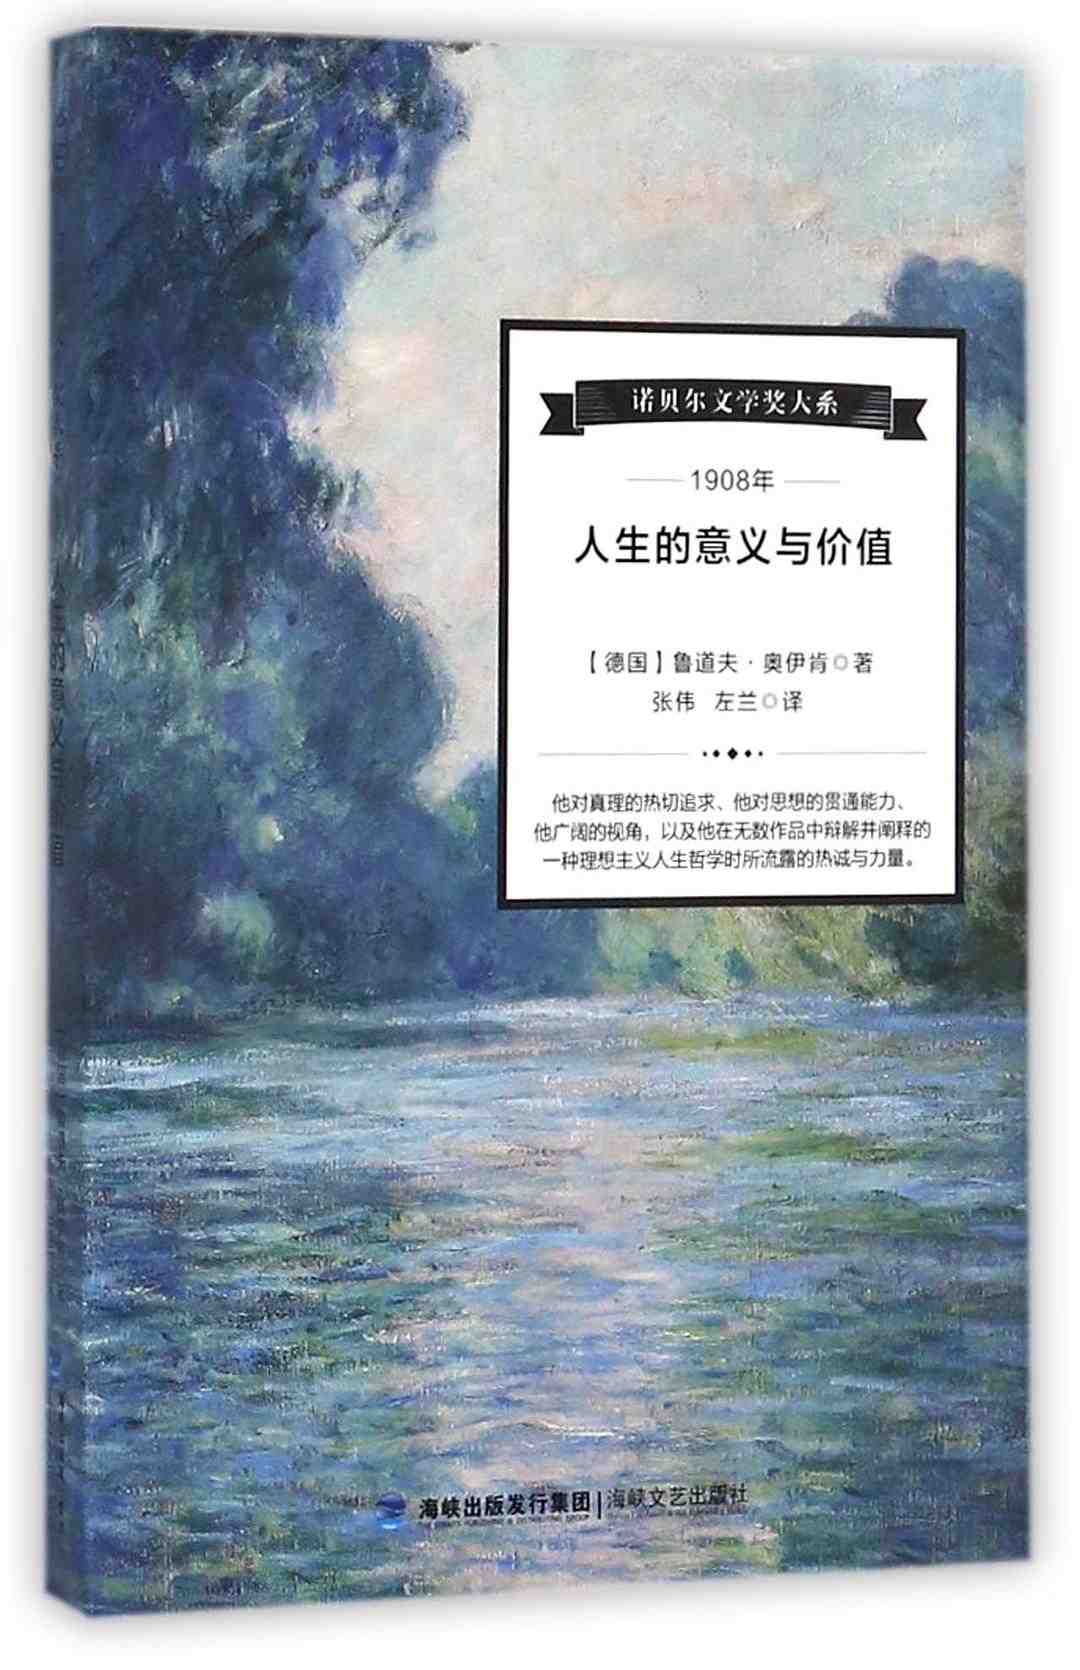 诺贝尔文学奖大系
1908年
人生的意义与价值
【德国】鲁道夫·奥伊肯◎著
张伟 左兰◎译
他对真理的热切追求、他对思想的贯通能力、
他广阔的视角，以及他在无数作品中辩解并阐释的
一种理想主义人生哲学时所流露的热诚与力量。
海峡出版发行集团|海峡文艺出版社